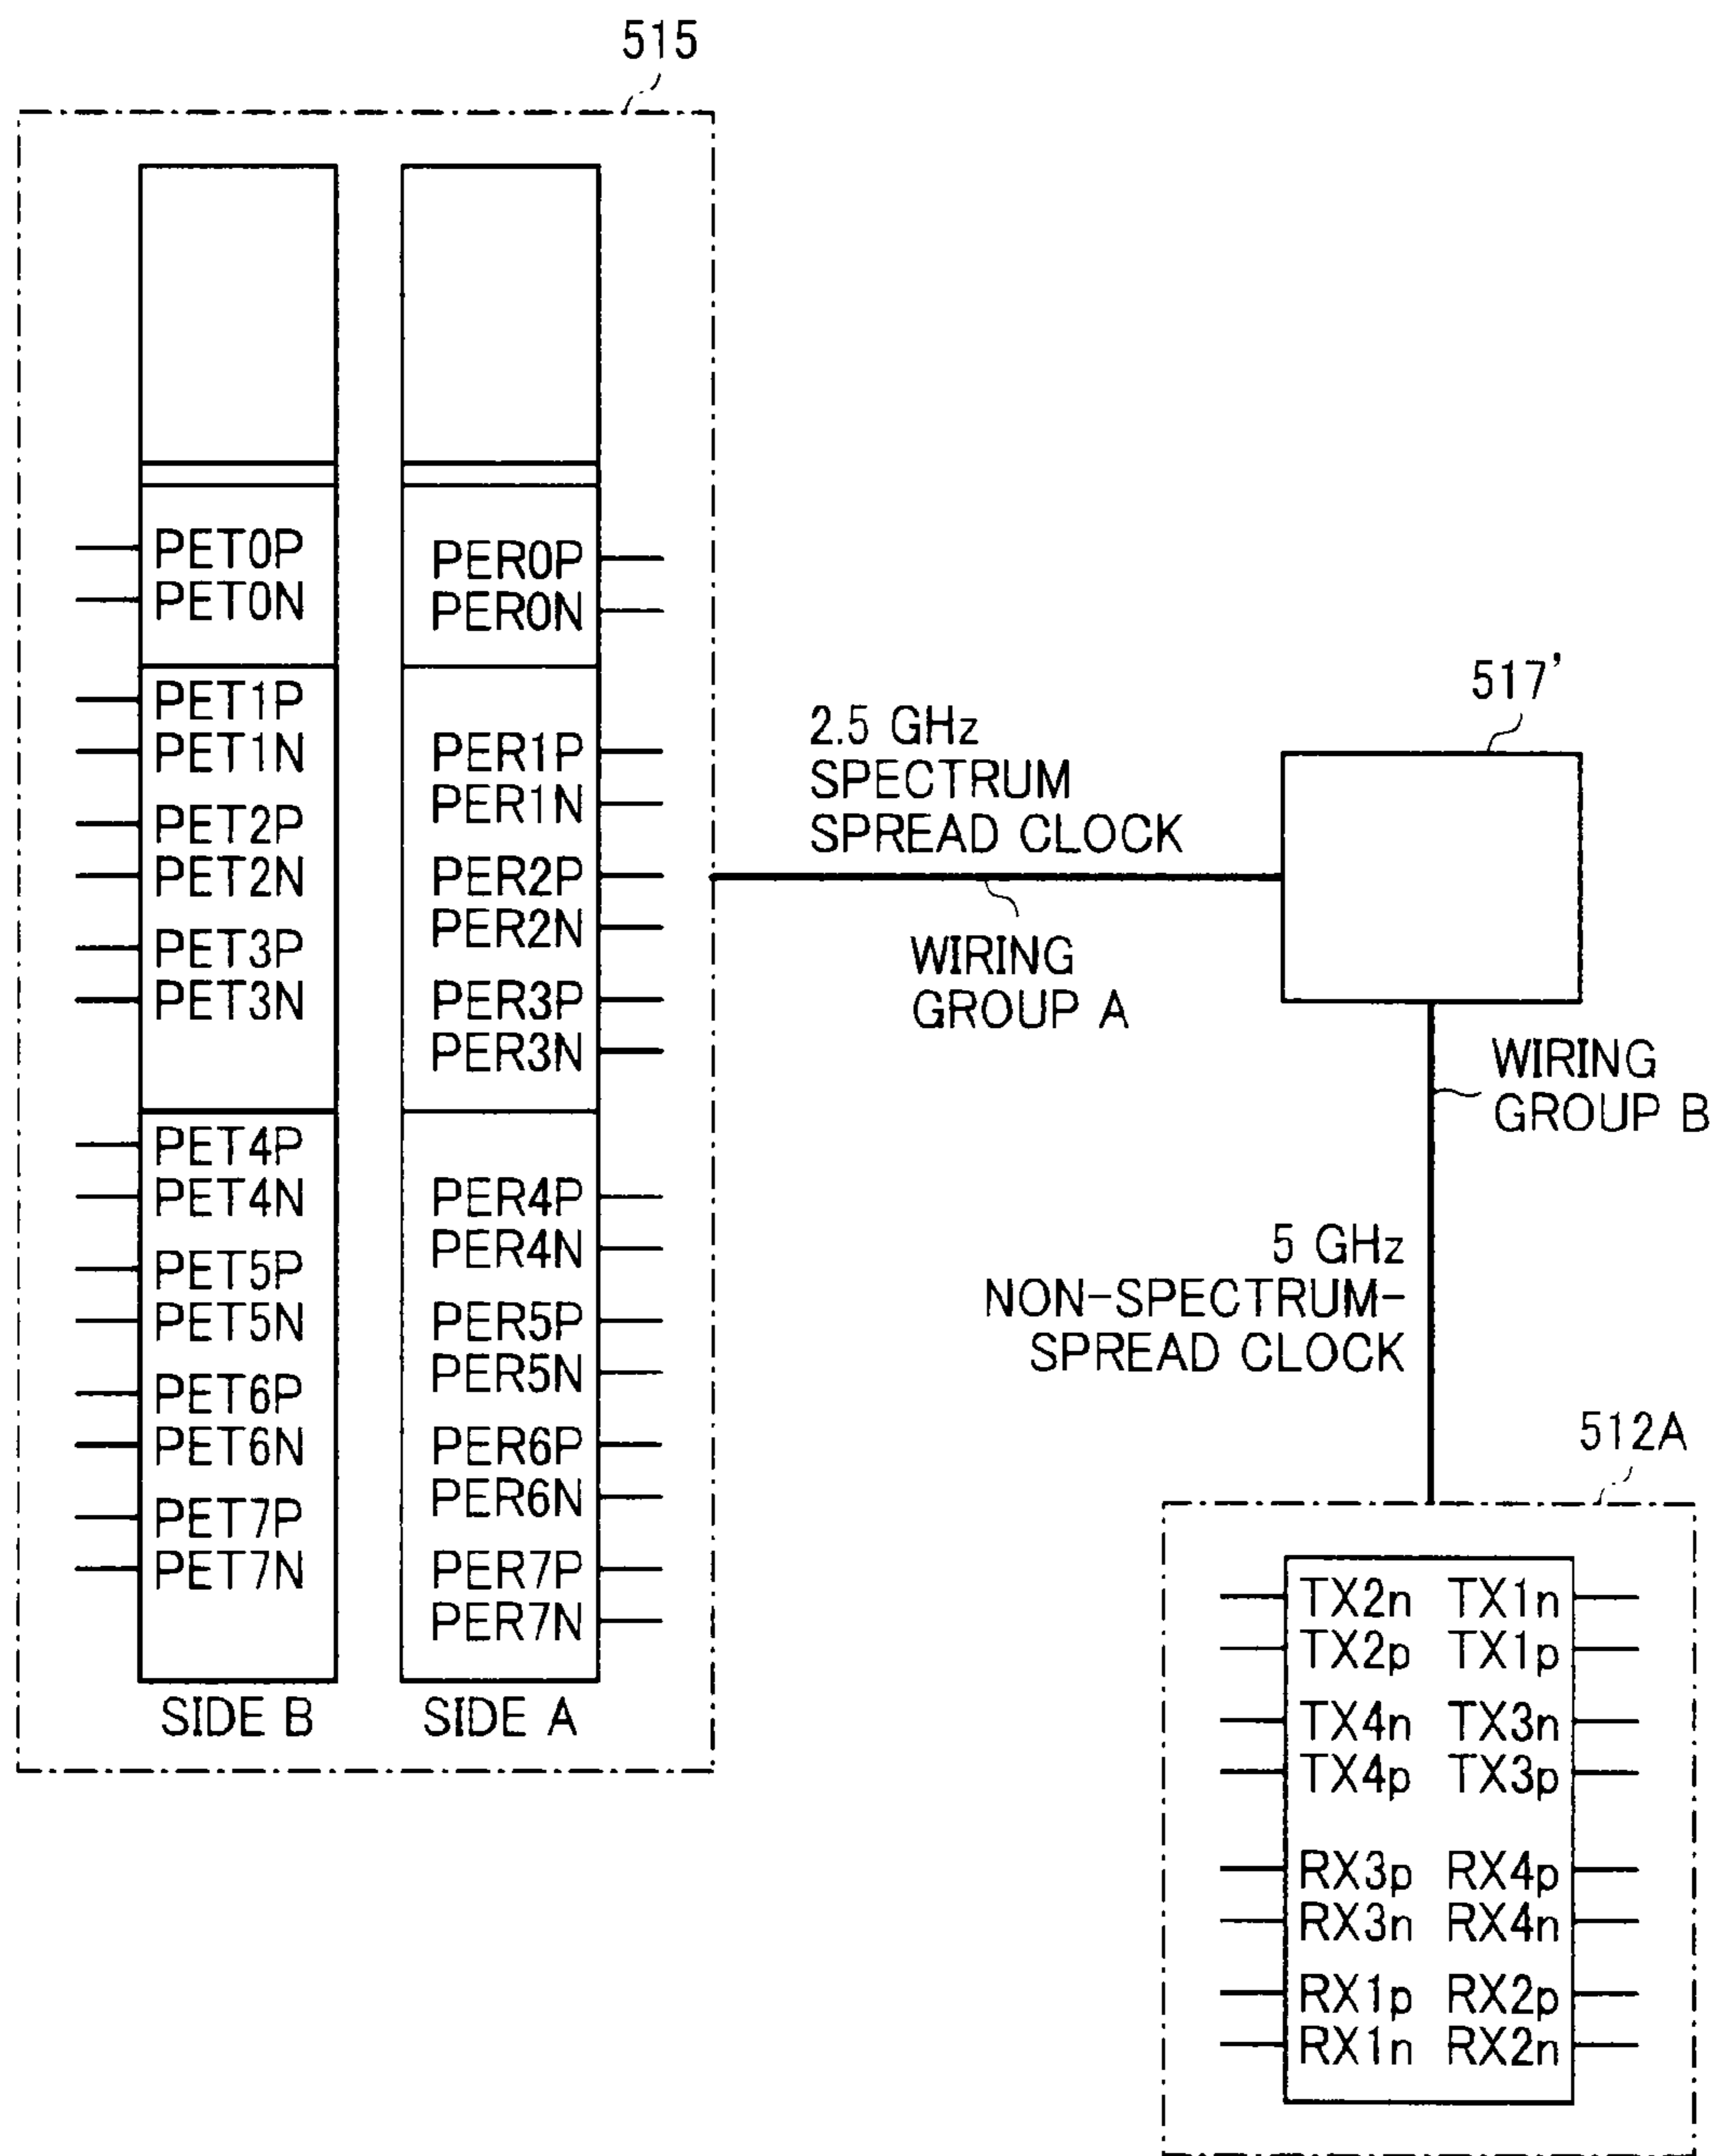 515
PET0P
PET0N
PET1P
PET1N
PET2P
PET2N
PET3P
PET3N
PET4P
PET4N
PET5P
PET5N
PET6P
PET6N
PET7P
PET7N
SIDE B
PER0P
PER0N
PER1P
PER1N
PER2P
PER2N
PER3P
PER3N
PER4P
PER4N
PER5P
PER5N
PER6P
PER6N
PER7P
PER7N
SIDE A
2.5 GHz
SPECTRUM
SPREAD CLOCK
WIRING
GROUP A
517'
WIRING
GROUP B
5 GHz
NON-SPECTRUM-
SPREAD CLOCK
512A
TX2n TX1n
TX2p TX1p
TX4n TX3n
TX4p TX3p
RX3p RX4p
RX3n RX4n
RX1p RX2p
RX1n RX2n